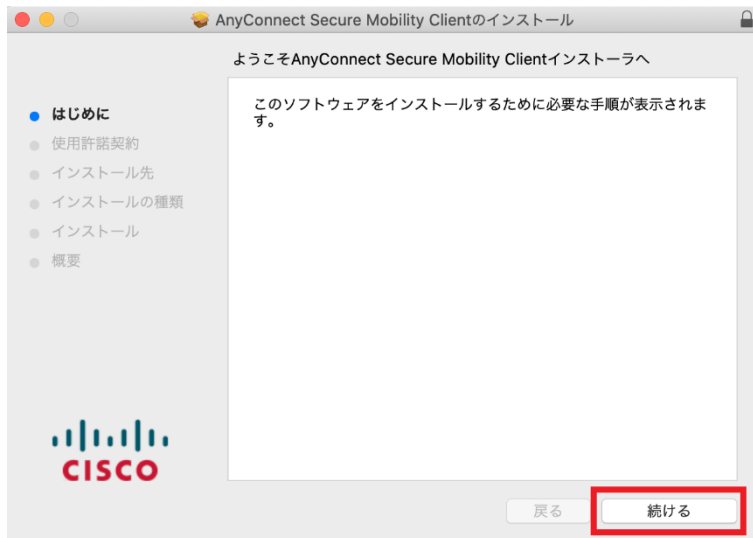 AnyConnect Secure Mobility Clientのインストール
ようこそAnyConnect Secure Mobility Clientインストーラへ
はじめに
使用許諾契約
インストール先
インストールの種類
インストール
概要
このソフトウェアをインストールするために必要な手順が表示されま
す。
CISCO
戻る
続ける